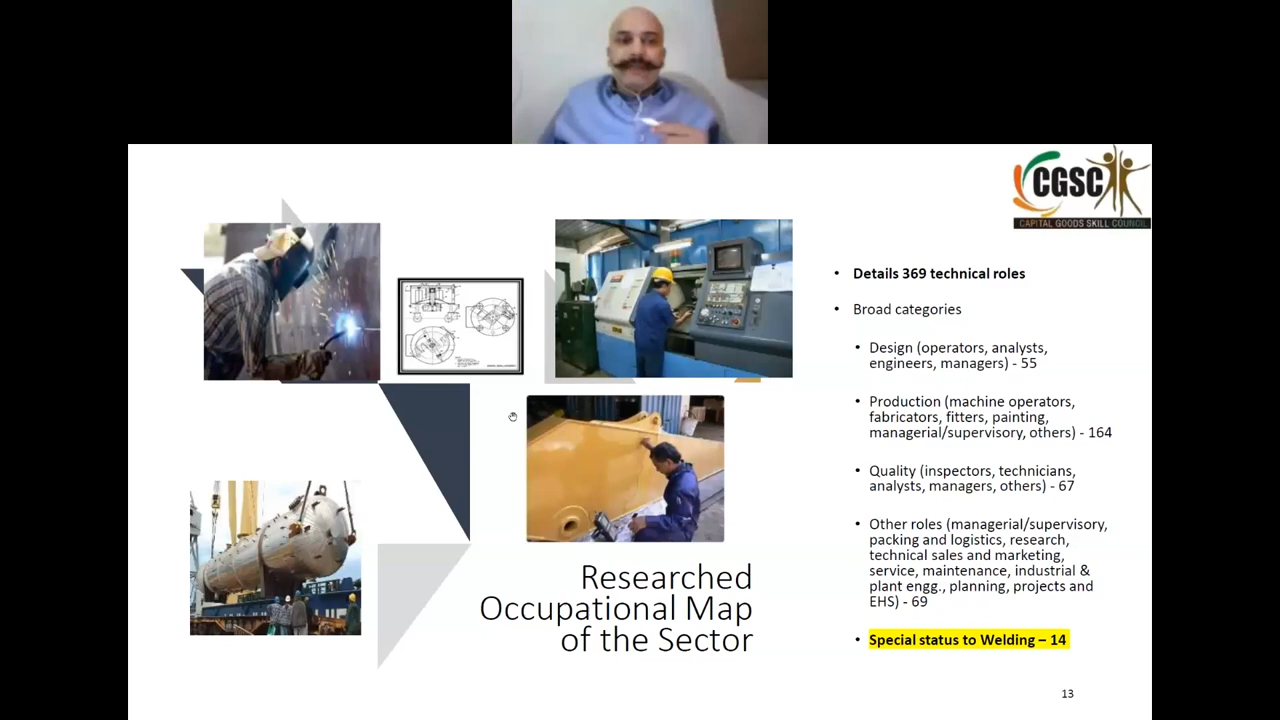 CGSC
CAPITAL GOODS SKILL COUNCIL
• Details 369 technical roles
• Broad categories
• Design (operators, analysts,
engineers, managers) - 55
• Production (machine operators,
fabricators, fitters, painting,
managerial/supervisory, others) - 164
• Quality (inspectors, technicians,
analysts, managers, others) - 67
• Other roles (managerial/supervisory,
packing and logistics, research,
technical sales and marketing,
service, maintenance, industrial &
plant engg., planning, projects and
EHS) - 69
• Special status to Welding – 14
Researched
Occupational Map
of the Sector
13